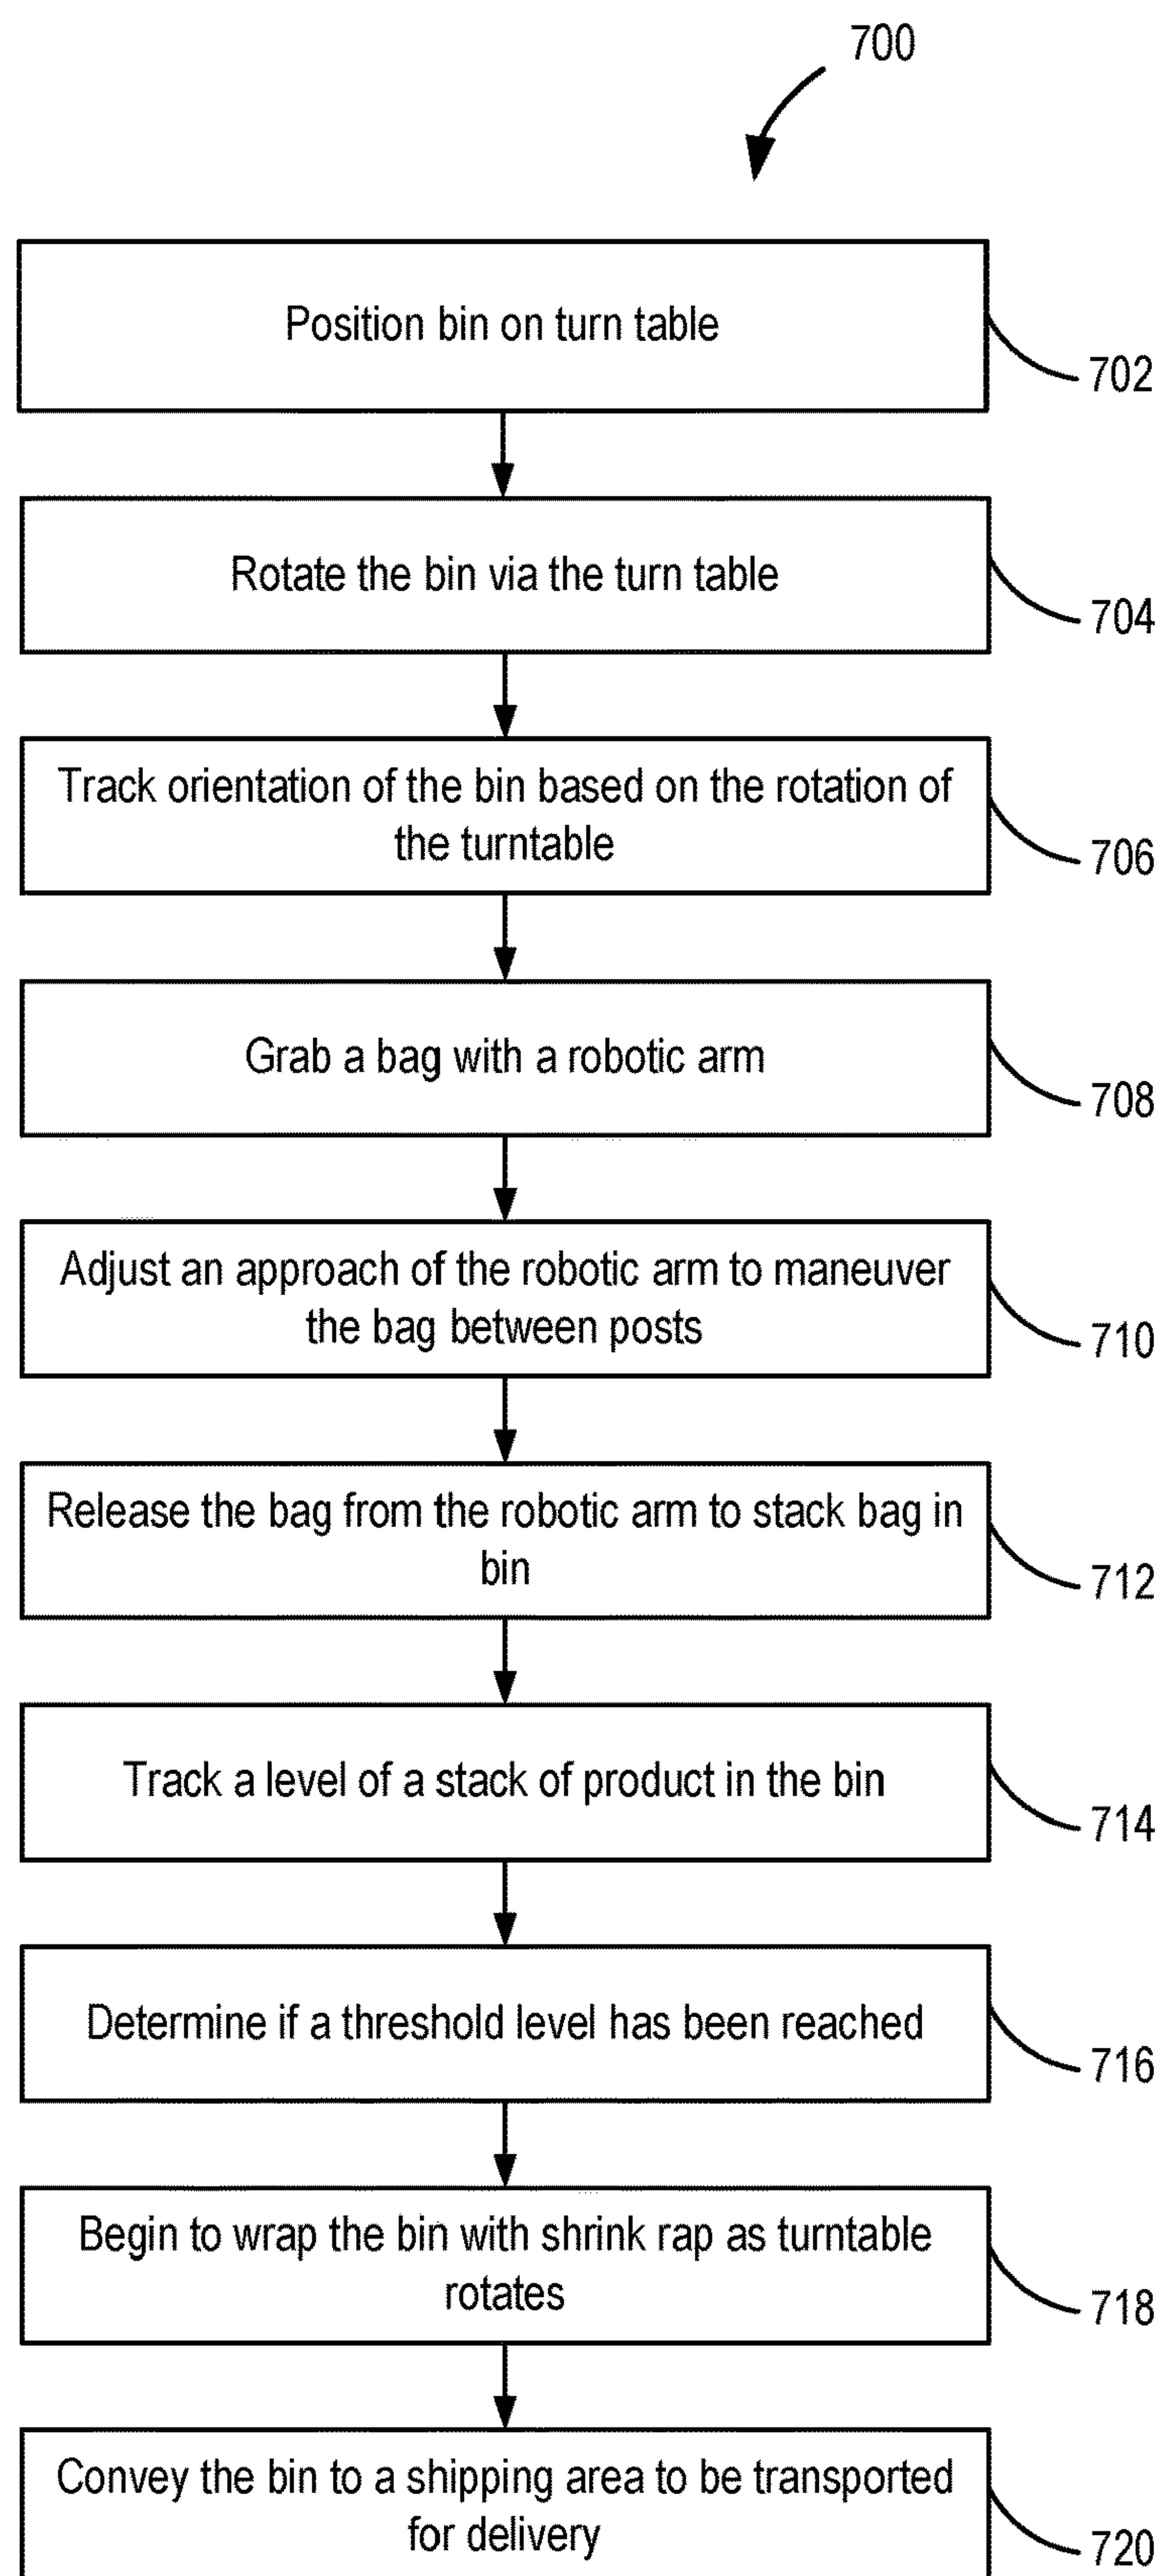 700
Position bin on turn table
702
Rotate the bin via the turn table
704
Track orientation of the bin based on the rotation of
the turntable
706
Grab a bag with a robotic arm
708
Adjust an approach of the robotic arm to maneuver
the bag between posts
710
Release the bag from the robotic arm to stack bag in
bin
712
Track a level of a stack of product in the bin
714
Determine if a threshold level has been reached
716
Begin to wrap the bin with shrink rap as turntable
rotates
718
Convey the bin to a shipping area to be transported
for delivery
720